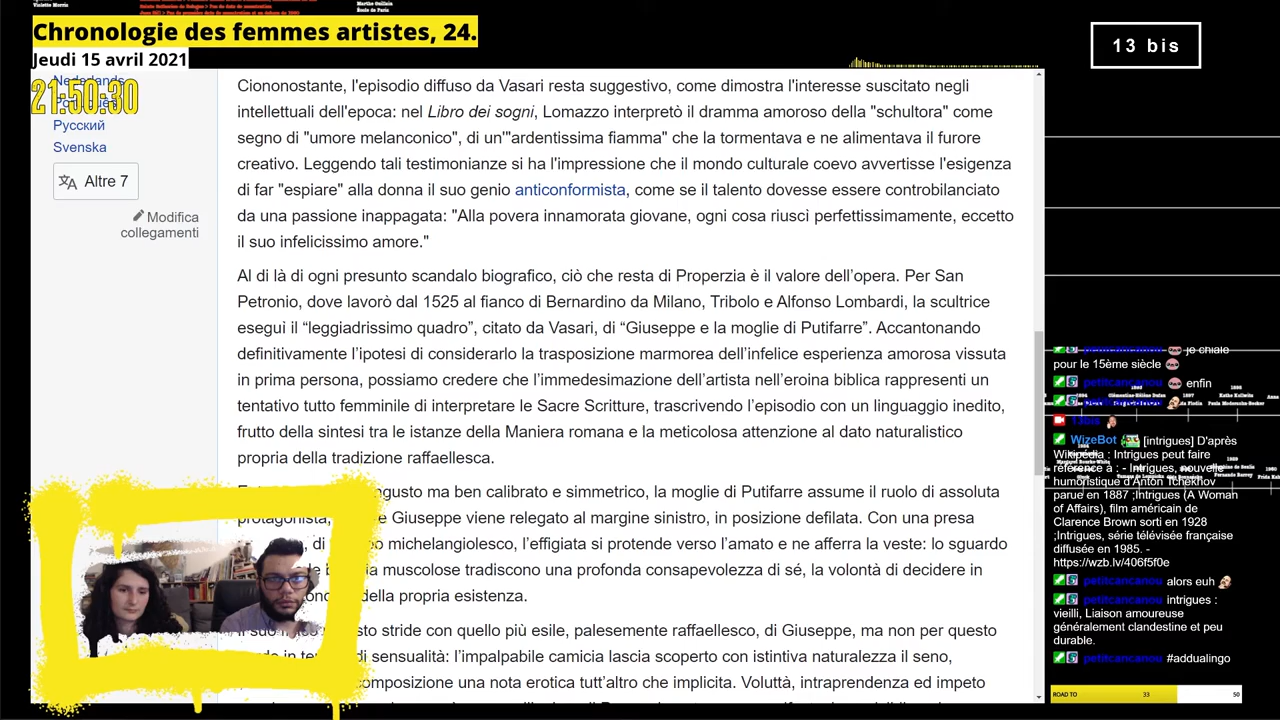 Chronologie des femmes artistes, 24.
Jeudi 15 avril 2021
21:50:30
13 bis
Nederlands
Русский
Svenska
Altre 7
Modifica
collegamenti
Ciononostante, l'episodio diffuso da Vasari resta suggestivo, come dimostra l'interesse suscitato negli
intellettuali dell'epoca: nel Libro dei sogni, Lomazzo interpretò il dramma amoroso della "schultora" come
segno di "umore melanconico", di un'"ardentissima fiamma" che la tormentava e ne alimentava il furore
creativo. Leggendo tali testimonianze si ha l'impressione che il mondo culturale coevo avvertisse l'esigenza
di far "espiare" alla donna il suo genio anticonformista, come se il talento dovesse essere controbilanciato
da una passione inappagata: "Alla povera innamorata giovane, ogni cosa riuscì perfettissimamente, eccetto
il suo infelicissimo amore."
Al di là di ogni presunto scandalo biografico, ciò che resta di Properzia è il valore dell'opera. Per San
Petronio, dove lavorò dal 1525 al fianco di Bernardino da Milano, Tribolo e Alfonso Lombardi, la scultrice
eseguì il “leggiadrissimo quadro”, citato da Vasari, di “Giuseppe e la moglie di Putifarre”. Accantonando
definitivamente l’ipotesi di considerarlo la trasposizione marmorea dell’infelice esperienza amorosa vissuta
in prima persona, possiamo credere che l’immedesimazione dell’artista nell’eroina biblica rappresenti un
tentativo tutto femminile di interpretare le Sacre Scritture, trascrivendo l’episodio con un linguaggio inedito,
frutto della sintesi tra le istanze della Maniera romana e la meticolosa attenzione al dato naturalistico
propria della tradizione raffaellesca.
ngusto ma ben calibrato e simmetrico, la moglie di Putifarre assume il ruolo di assoluta
protagonista, e Giuseppe viene relegato al margine sinistro, in posizione defilata. Con una presa
di michelangiolesco, l’effigiata si protende verso l’amato e ne afferra la veste: lo sguardo
le b ia muscolose tradiscono una profonda consapevolezza di sé, la volontà di decidere in
della propria esistenza.
sto stride con quello più esile, palesemente raffaellesco, di Giuseppe, ma non per questo
di sensualità: l’impalpabile camicia lascia scoperto con istintiva naturalezza il seno,
composizione una nota erotica tutt’altro che implicita. Voluttà, intraprendenza ed impeto
petitcancanou je chiale
pour le 15ème siècle
petitcancanou enfin
petitcancanou
13bis
WizeBot [intrigues] D'après
Wikipédia : Intrigues peut faire
référence à : - Intrigues, nouvelle
humoristique d'Anton Tchekhov
parue en 1887 ;Intrigues (A Woman
of Affairs), film américain de
Clarence Brown sorti en 1928
;Intrigues, série télévisée française
diffusée en 1985. -
https://wzb.lv/406f5f0e
petitcancanou alors euh
petitcancanou intrigues :
vieilli, Liaison amoureuse
généralement clandestine et peu
durable.
petitcancanou #addualingo
ROAD TO 33 50